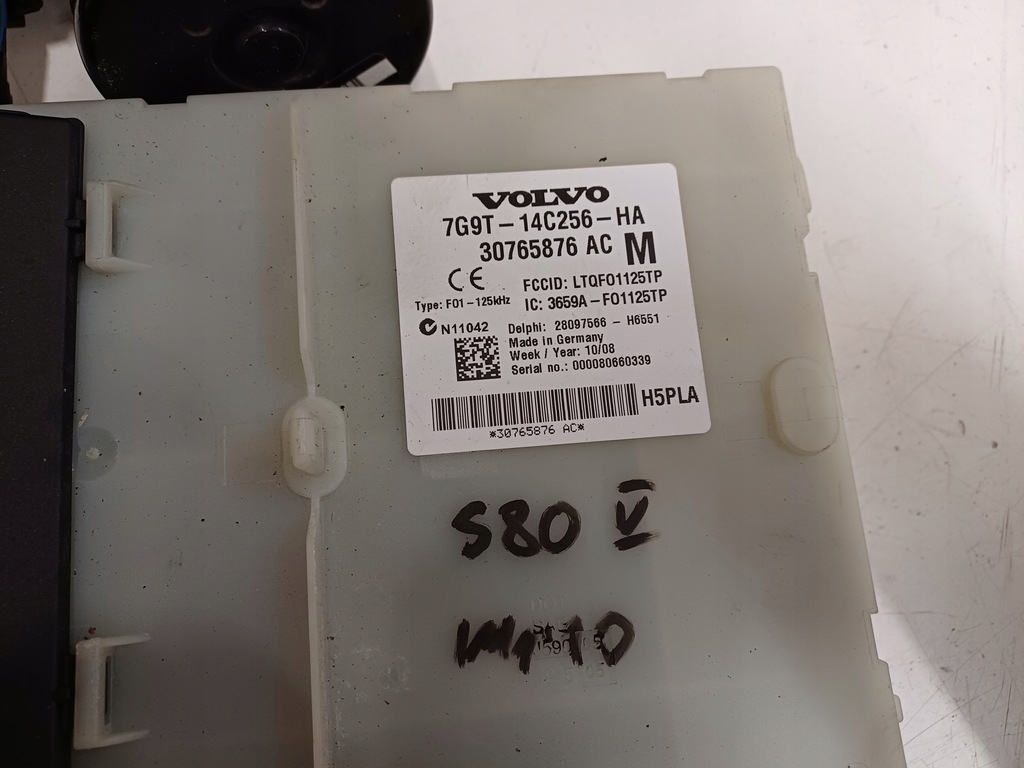 VOLVO
7G9T-14C256-HA
30765876 AC M
CE FCCID: LTQFO1125TP
Type: F01-125kHz IC: 3659A-FO1125TP
N11042 Delphi: 28097566 - H6551
Made in Germany
Week / Year: 10/08
Serial no.: 000080660339
H5PLA
*30765876 AC*
S80 V